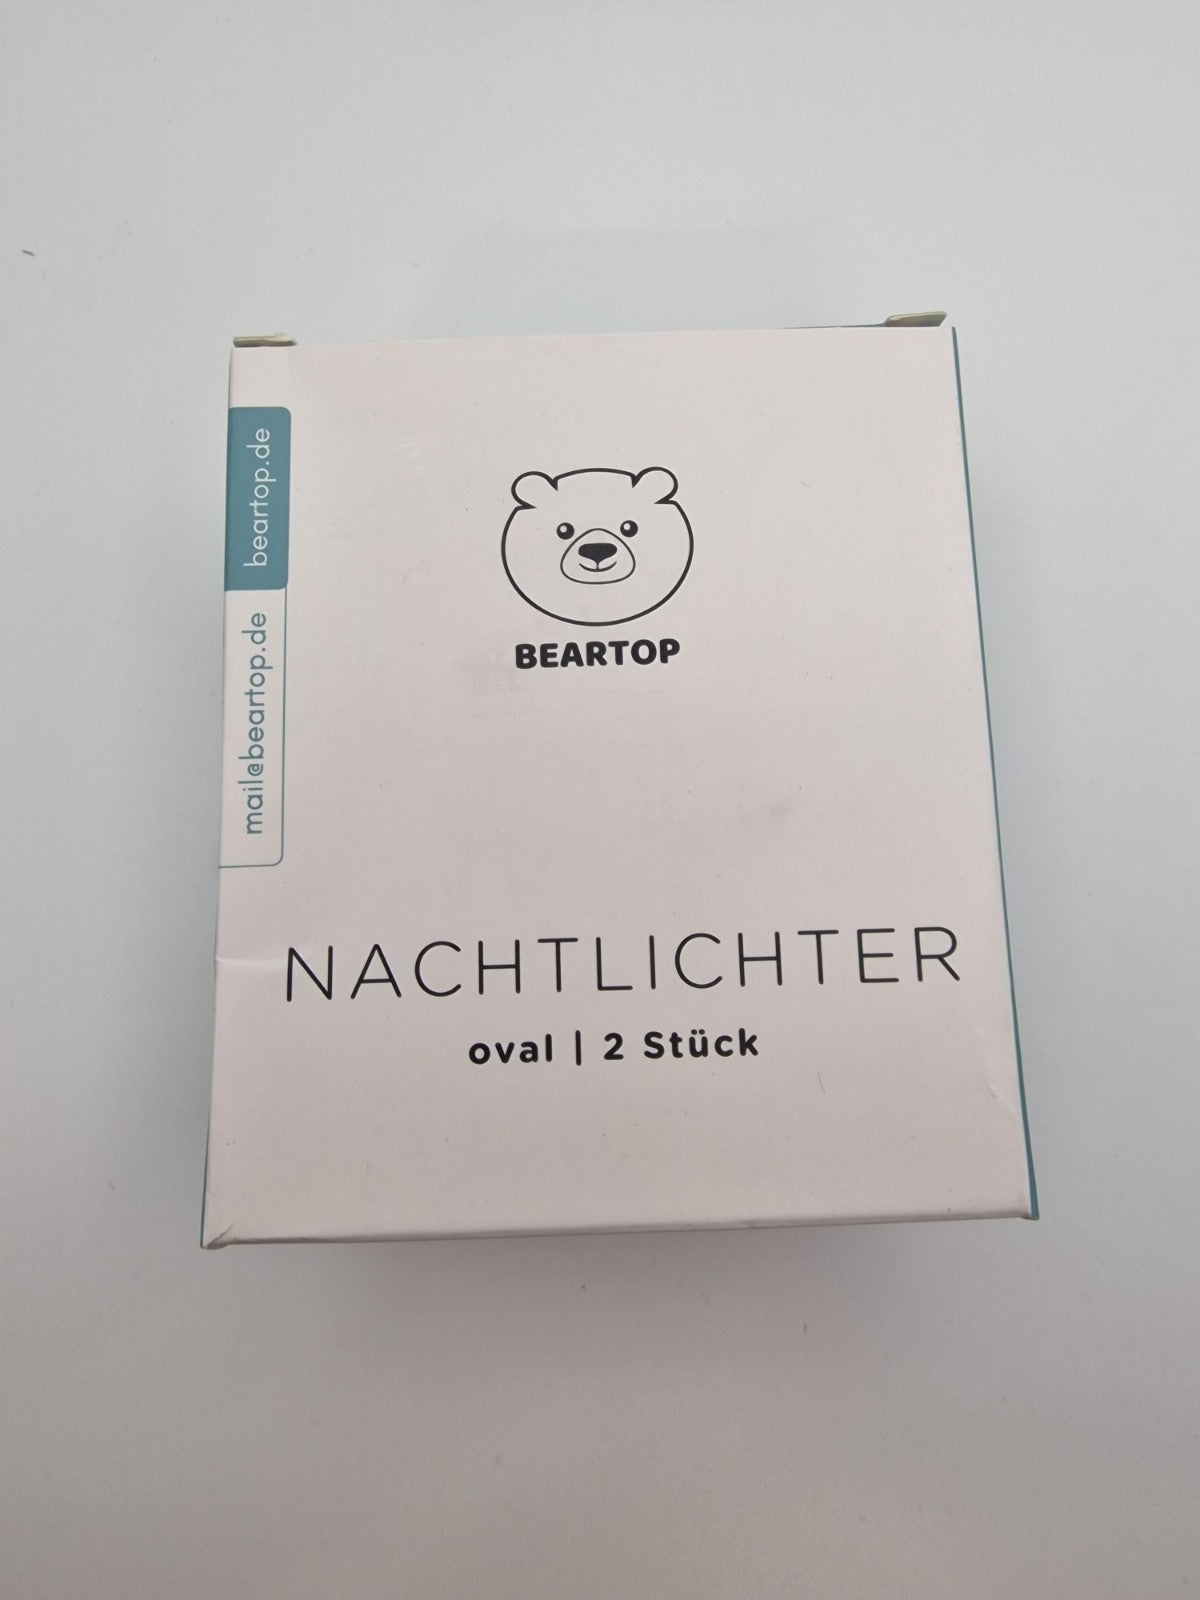 beartop.de
mail@beartop.de
BEARTOP
NACHTLICHTER
oval | 2 Stück